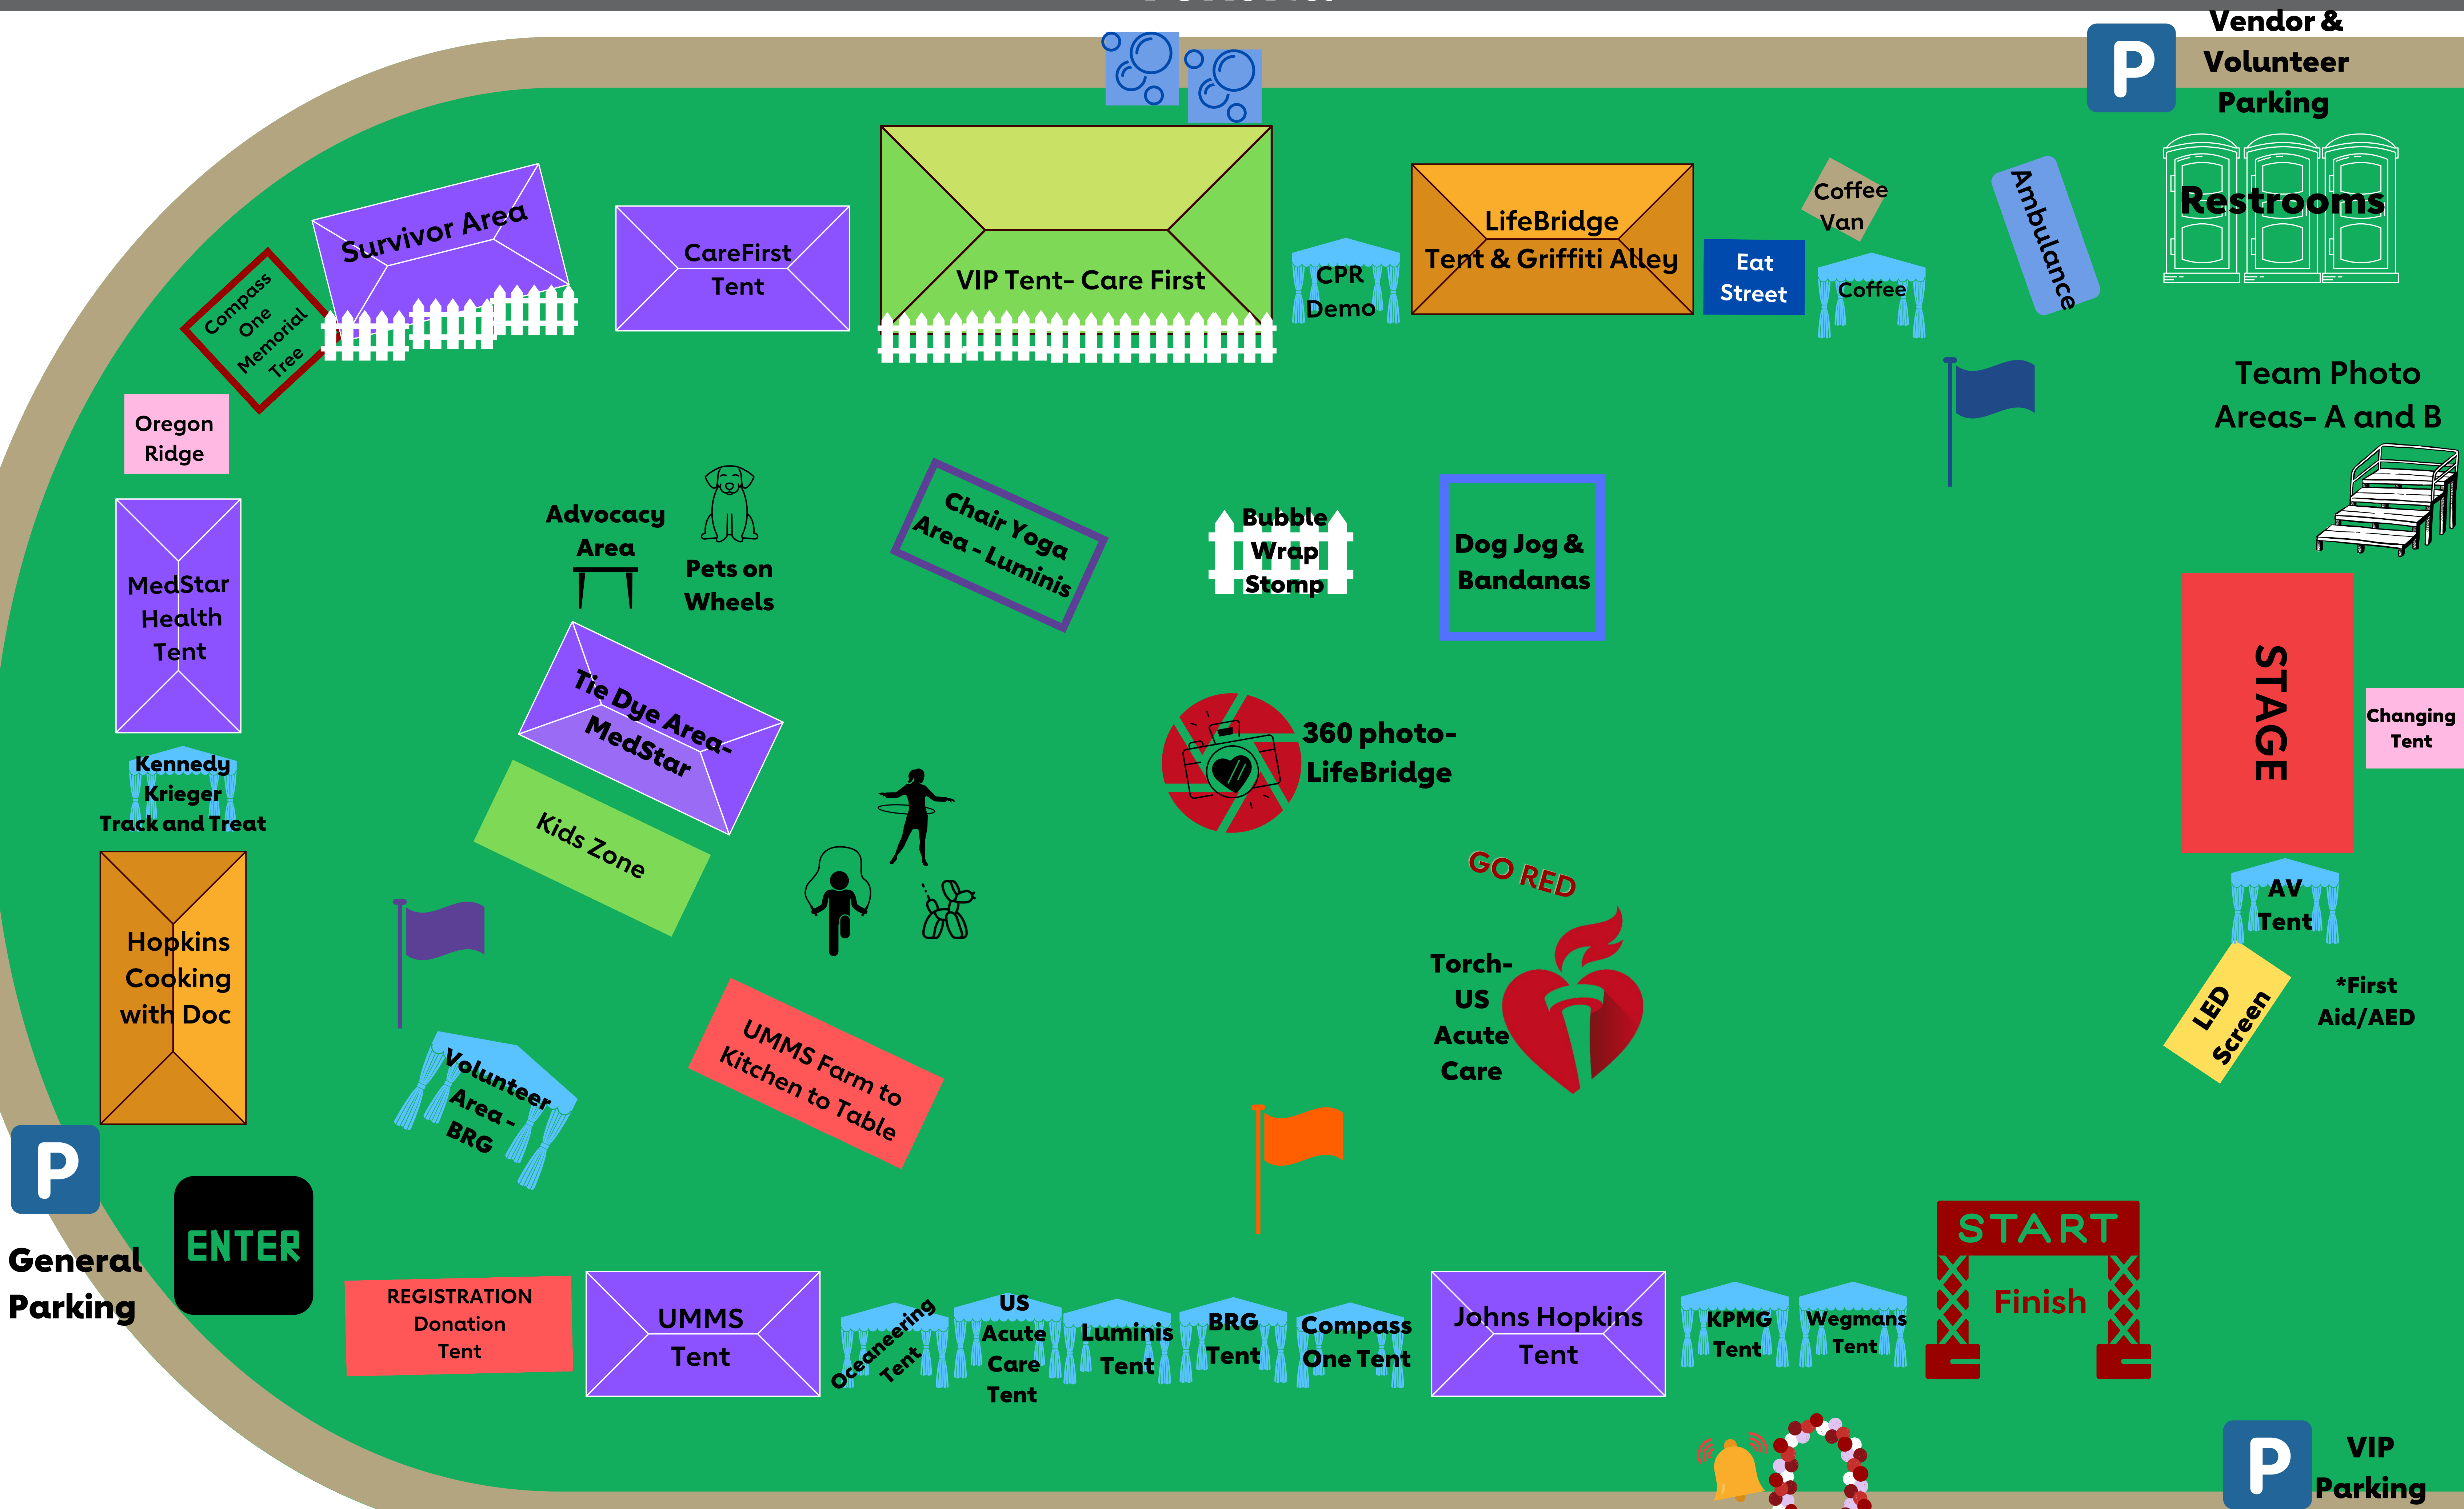 Vendor &
Volunteer
Parking
P
Restrooms
Ambulance
Coffee
Van
Eat
Street
Coffee
LifeBridge
Tent & Griffiti Alley
CPR
Demo
VIP Tent- Care First
CareFirst
Tent
Survivor Area
Compass
One
Memorial
Tree
Oregon
Ridge
Team Photo
Areas- A and B
MedStar
Health
Tent
Advocacy
Area
Pets on
Wheels
Chair Yoga
Area - Luminis
Bubble
Wrap
Stomp
Dog Jog &
Bandanas
STAGE
Changing
Tent
Tie Dye Area-
MedStar
Kids Zone
360 photo-
LifeBridge
Kennedy
Krieger
Track and Treat
GO RED
AV
Tent
Hopkins
Cooking
with Doc
Torch-
US
Acute
Care
LED
Screen
*First
Aid/AED
Volunteer
Area -
BRG
UMMS Farm to
Kitchen to Table
P
General
Parking
ENTER
REGISTRATION
Donation
Tent
UMMS
Tent
Oceaneering
Tent
US
Acute
Care
Tent
Luminis
Tent
BRG
Tent
Compass
One Tent
Johns Hopkins
Tent
KPMG
Tent
Wegmans
Tent
START
Finish
P
VIP
Parking